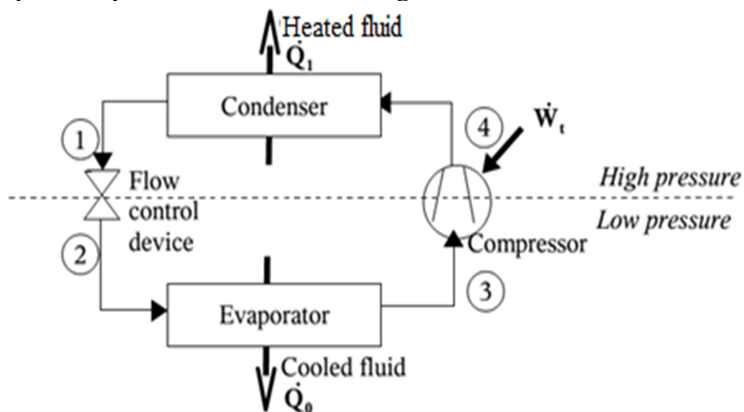 Heated fluid
Q̇₁
Condenser
4
Ẇₜ
1
Flow
control
device
High pressure
Low pressure
2
Compressor
3
Evaporator
Cooled fluid
Q̇₀